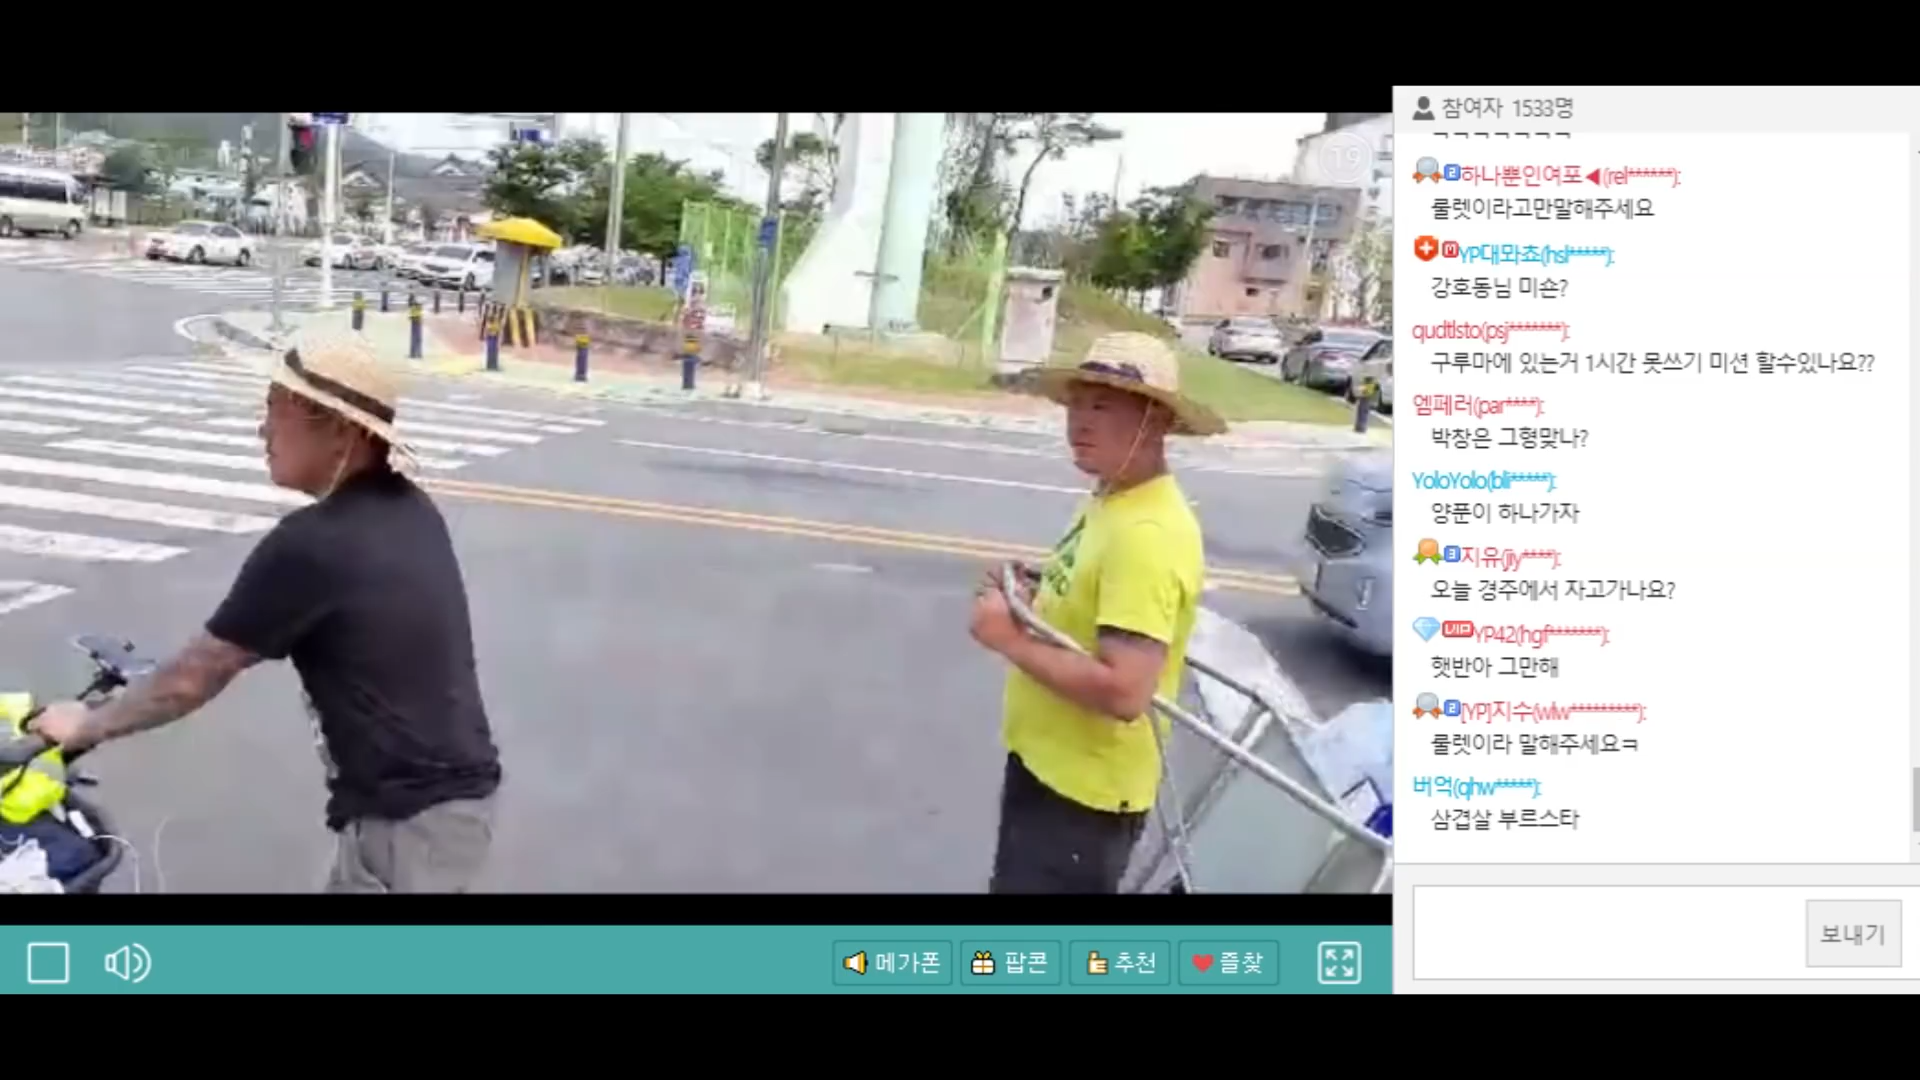 19
참여자 1533명
하나뿐인여포◀(rel******):
룰렛이라고만말해주세요
YP대뫄쵸(hsl*****):
강호동님 미숀?
qudtlsto(psj*******):
구루마에 있는거 1시간 못쓰기 미션 할수있나요??
엠페러(par****):
박창은 그형맞나?
YoloYolo(bli*****):
양푼이 하나가자
지유(jiy****):
오늘 경주에서 자고가나요?
VIP YP42(hgf*******):
햇반아 그만해
[YP]지수(wlw*********):
룰렛이라 말해주세요ㅋ
버억(qhw*****):
삼겹살 부르스타
보내기
메가폰 팝콘 추천 즐찾